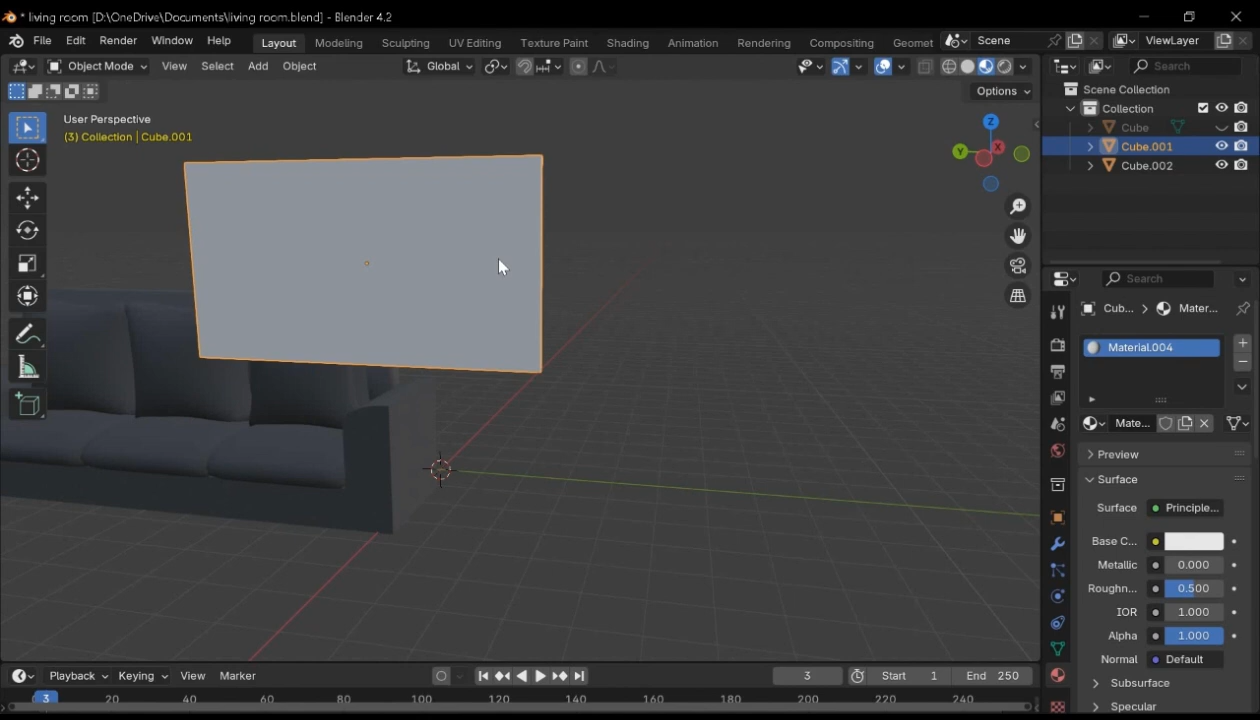 * living room [D:\OneDrive\Documents\living room.blend] - Blender 4.2
File Edit Render Window Help Layout Modeling Sculpting UV Editing Texture Paint Shading Animation Rendering Compositing Geomet Scene ViewLayer
Object Mode View Select Add Object Global Search
Options
Scene Collection
User Perspective
(3) Collection | Cube.001
Collection
Cube
Cube.001
Cube.002
Z
Y
X
Search
Cub... > Mater...
Material.004
Mate...
Preview
Surface
Surface Principle...
Base C...
Metallic 0.000
Roughn... 0.500
IOR 1.000
Alpha 1.000
Normal Default
Subsurface
Specular
Playback Keying View Marker 3 Start 1 End 250
3 20 40 60 80 100 120 140 160 180 200 220 240